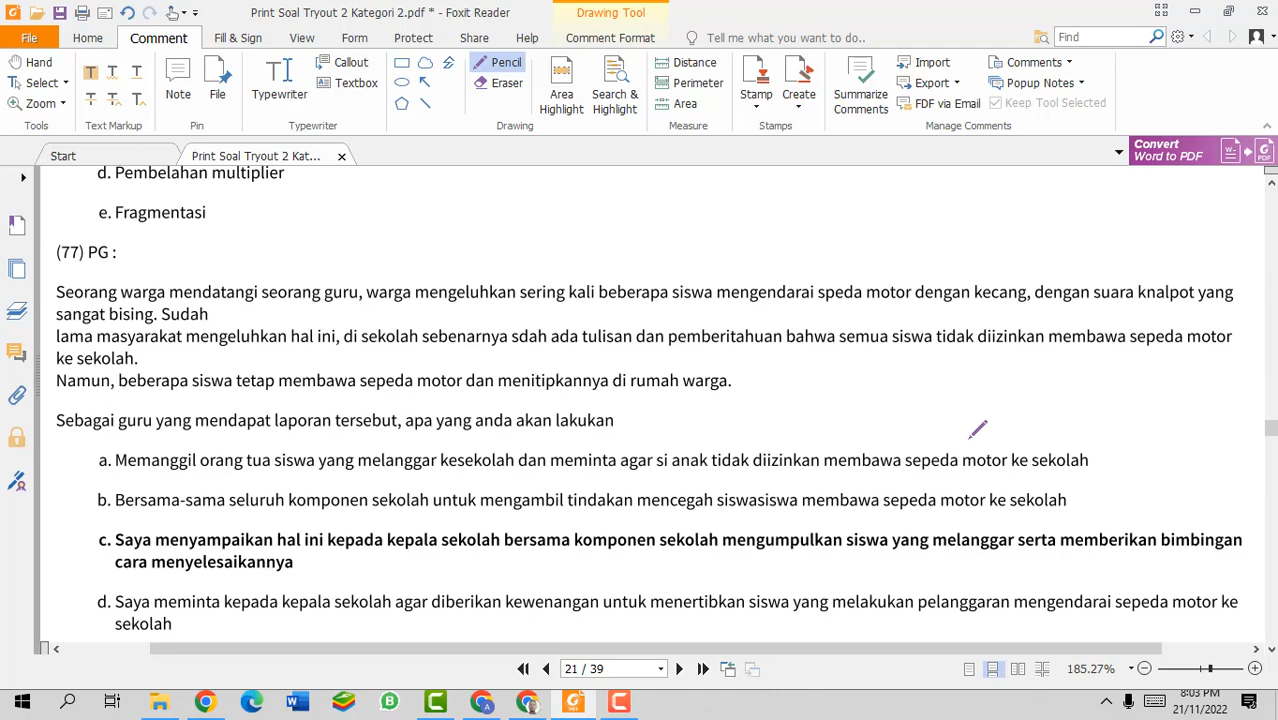 Print Soal Tryout 2 Kategori 2.pdf * - Foxit Reader
Drawing Tool
File Home Comment Fill & Sign View Form Protect Share Help Comment Format Tell me what you want to do.. Find
Hand
Select
Zoom
Tools
Text Markup
Note
File
Pin
Typewriter
Callout
Textbox
Typewriter
Pencil
Eraser
Drawing
Area Highlight
Search & Highlight
Distance
Perimeter
Area
Measure
Stamp
Create
Stamps
Summarize Comments
Import
Export
FDF via Email
Comments
Popup Notes
Keep Tool Selected
Manage Comments
Start
Print Soal Tryout 2 Kat...
Convert
Word to PDF
d. Pembelahan multiplier
e. Fragmentasi
(77) PG :
Seorang warga mendatangi seorang guru, warga mengeluhkan sering kali beberapa siswa mengendarai speda motor dengan kecang, dengan suara knalpot yang
sangat bising. Sudah
lama masyarakat mengeluhkan hal ini, di sekolah sebenarnya sdah ada tulisan dan pemberitahuan bahwa semua siswa tidak diizinkan membawa sepeda motor
ke sekolah.
Namun, beberapa siswa tetap membawa sepeda motor dan menitipkannya di rumah warga.
Sebagai guru yang mendapat laporan tersebut, apa yang anda akan lakukan
a. Memanggil orang tua siswa yang melanggar kesekolah dan meminta agar si anak tidak diizinkan membawa sepeda motor ke sekolah
b. Bersama-sama seluruh komponen sekolah untuk mengambil tindakan mencegah siswasiswa membawa sepeda motor ke sekolah
c. Saya menyampaikan hal ini kepada kepala sekolah bersama komponen sekolah mengumpulkan siswa yang melanggar serta memberikan bimbingan
cara menyelesaikannya
d. Saya meminta kepada kepala sekolah agar diberikan kewenangan untuk menertibkan siswa yang melakukan pelanggaran mengendarai sepeda motor ke
sekolah
21 / 39
185.27%
8:03 PM
21/11/2022